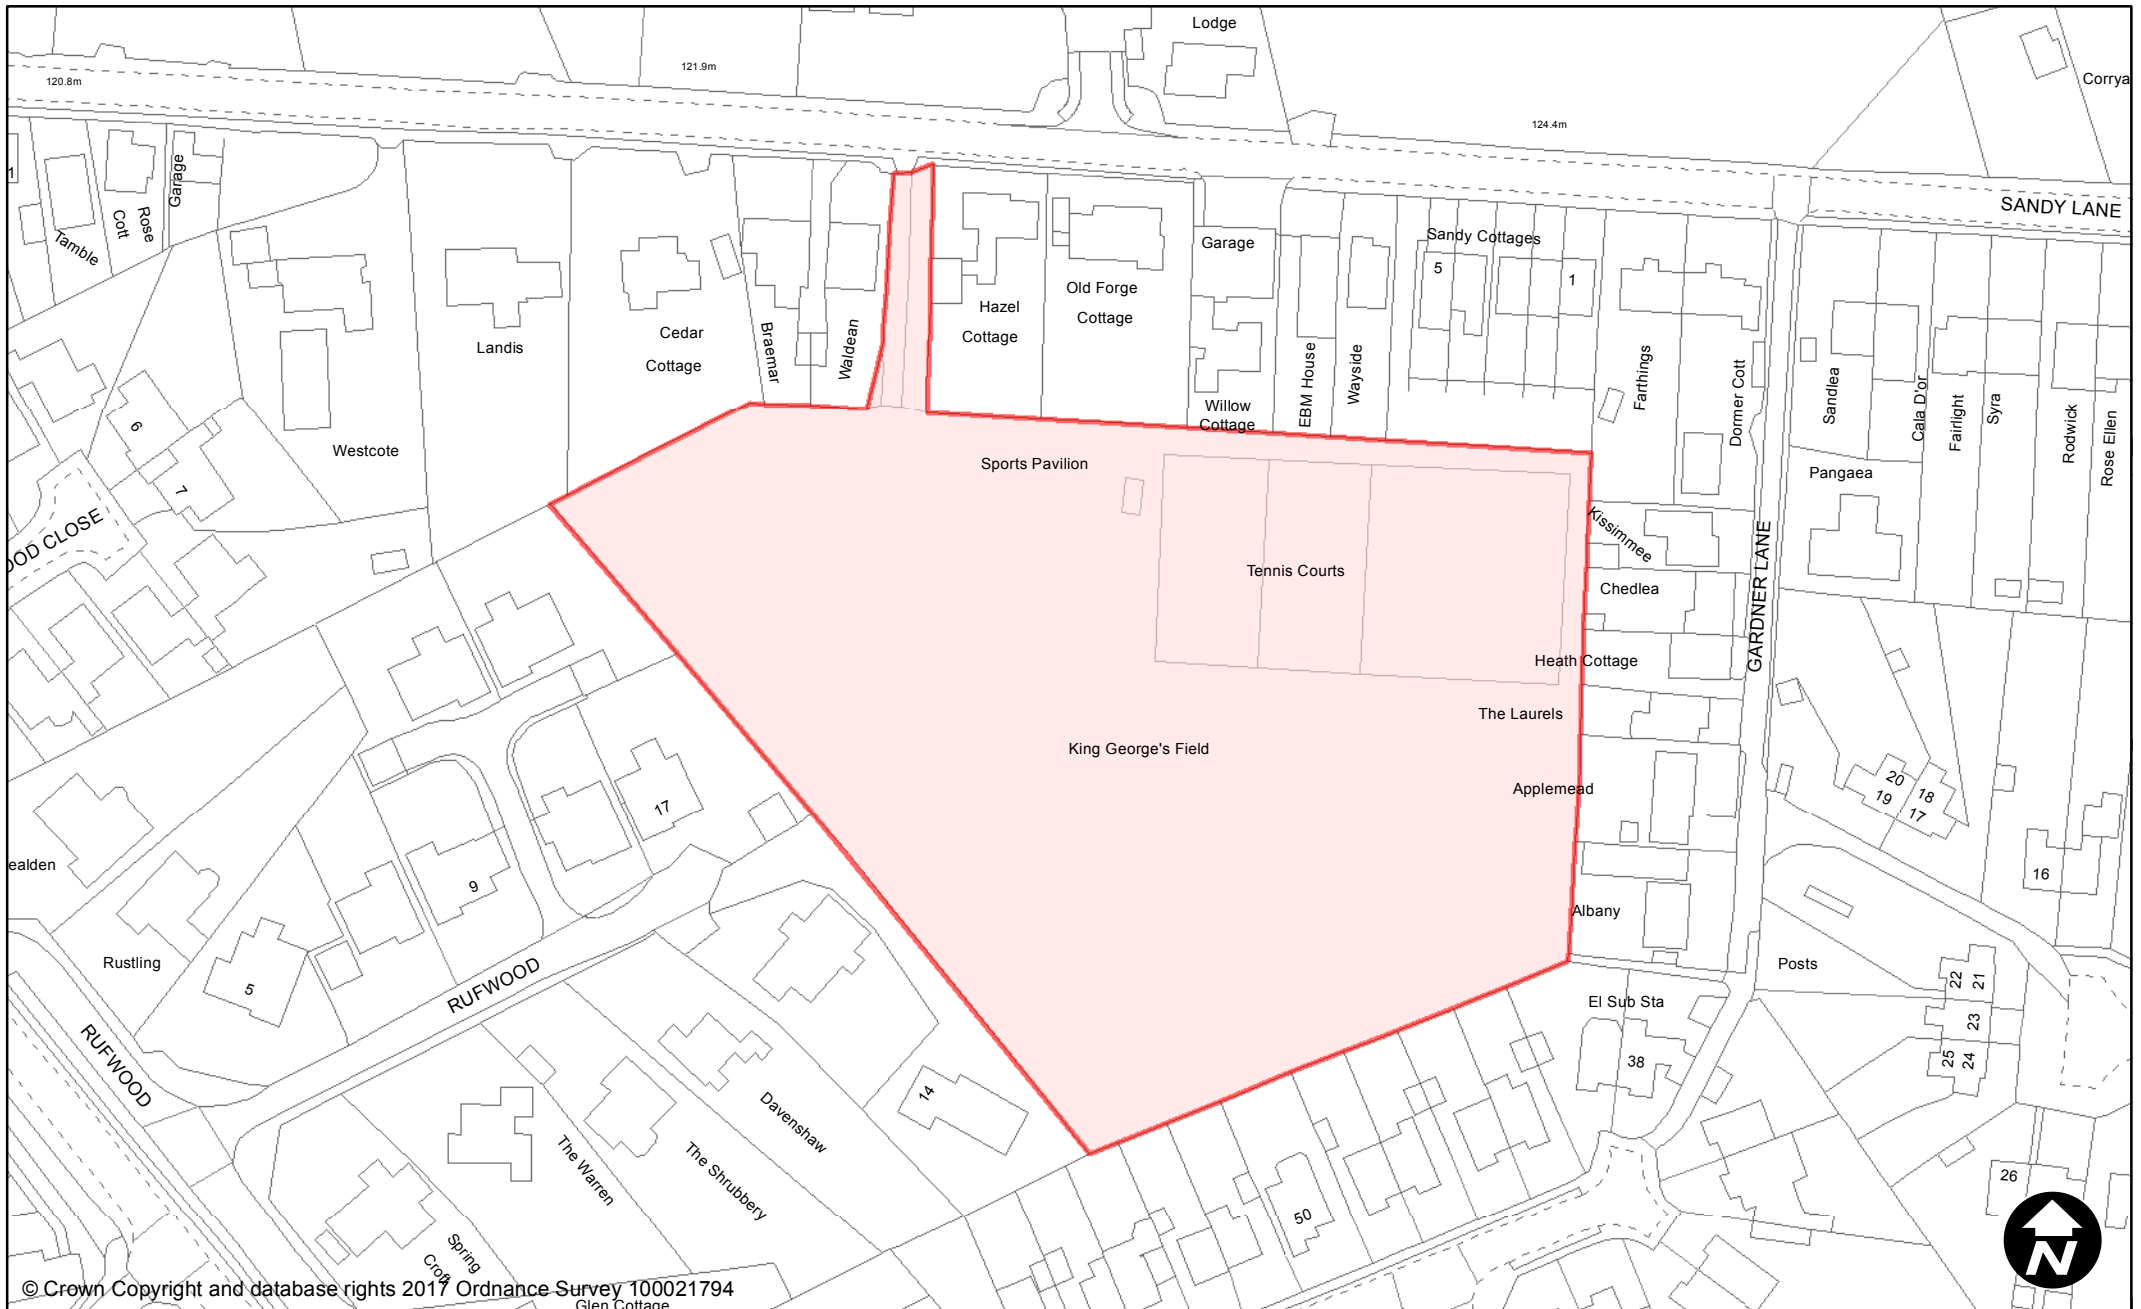 Lodge
120.8m
121.9m
124.4m
Corrya
SANDY LANE
1
Tamble
Rose
Cott
Garage
Westcote
Landis
Cedar
Cottage
Braemar
Waldean
Hazel
Cottage
Old Forge
Cottage
Garage
Willow
Cottage
EBM House
Wayside
Sandy Cottages
5
1
Farthings
Dormer Cott
Sandlea
Cala D'or
Fairlight
Syra
Rodwick
Rose Ellen
Pangaea
6
7
OOD CLOSE
Sports Pavilion
Tennis Courts
Kissimmee
Chedlea
GARDNER LANE
Heath Cottage
The Laurels
King George's Field
Applemead
Albany
20
19
18
17
16
17
9
5
ealden
Rustling
RUFWOOD
RUFWOOD
Posts
22
21
23
25
24
El Sub Sta
38
14
Davenshaw
The Shrubbery
The Warren
Spring
Croft
50
26
N
© Crown Copyright and database rights 2017 Ordnance Survey 100021794
Glen Cottage